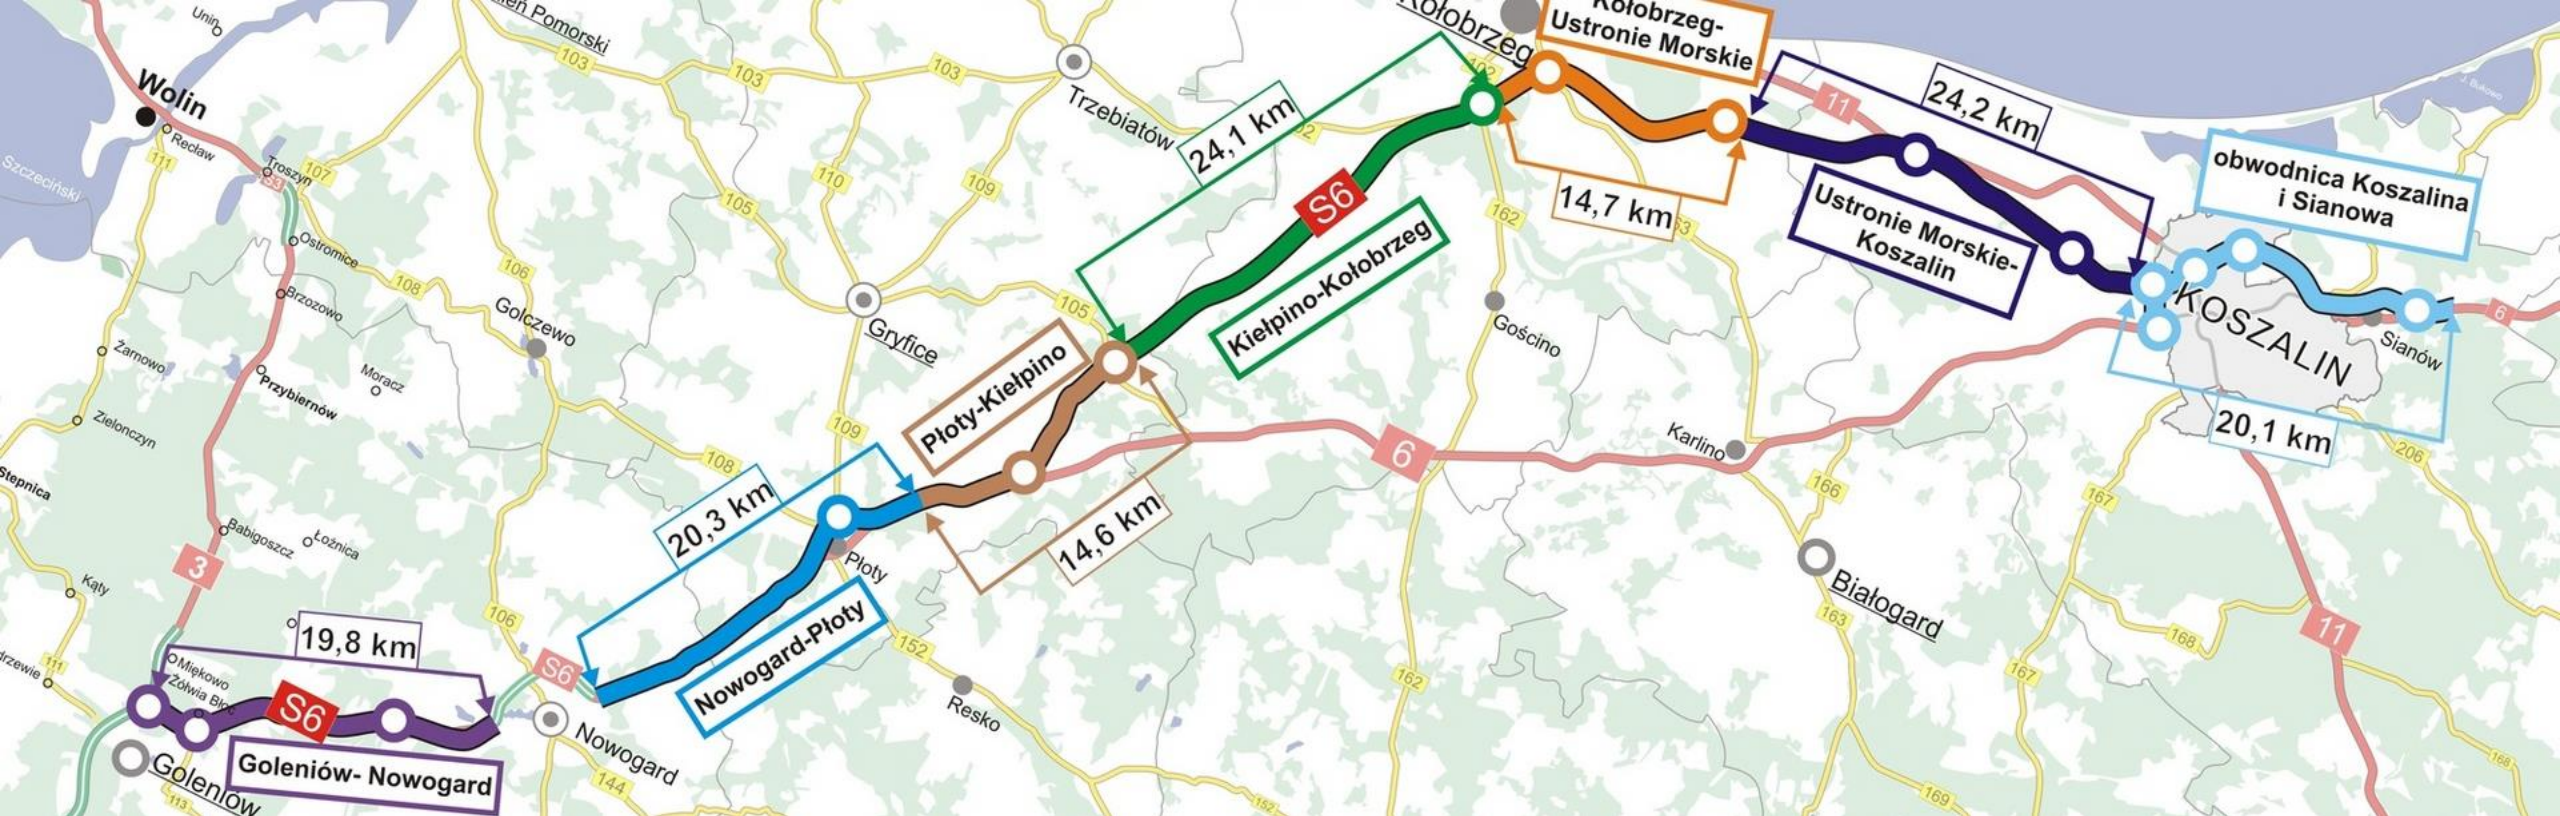 Unin
Pomorski
103
103
103
Wolin
Recław
111
Troszyn
107
S3
Szczeciński
Trzebiatów
102
Kołobrzeg
Kołobrzeg-
Ustronie Morskie
24,1 km
11
24,2 km
J. Bukowo
obwodnica Koszalina
i Sianowa
110
109
105
S6
162
14,7 km
Ustronie Morskie-
Koszalin
Ostromice
108
106
Brzozowo
Golczewo
Gryfice
105
Kiełpino-Kołobrzeg
Gościno
KOSZALIN
6
Sianów
Żarnowo
Moracz
Przybiernów
Zielonczyn
Płoty-Kiełpino
109
108
20,3 km
6
Karlino
20,1 km
206
Stepnica
Babigoszcz
Łoźnica
3
Płoty
14,6 km
166
167
Białogard
Kąty
106
19,8 km
Nowogard-Płoty
152
163
168
11
111
Miękowo
Żółwia Błoć
S6
S6
Resko
162
167
Nowogard
Goleniów
Goleniów- Nowogard
113
144
152
169
168